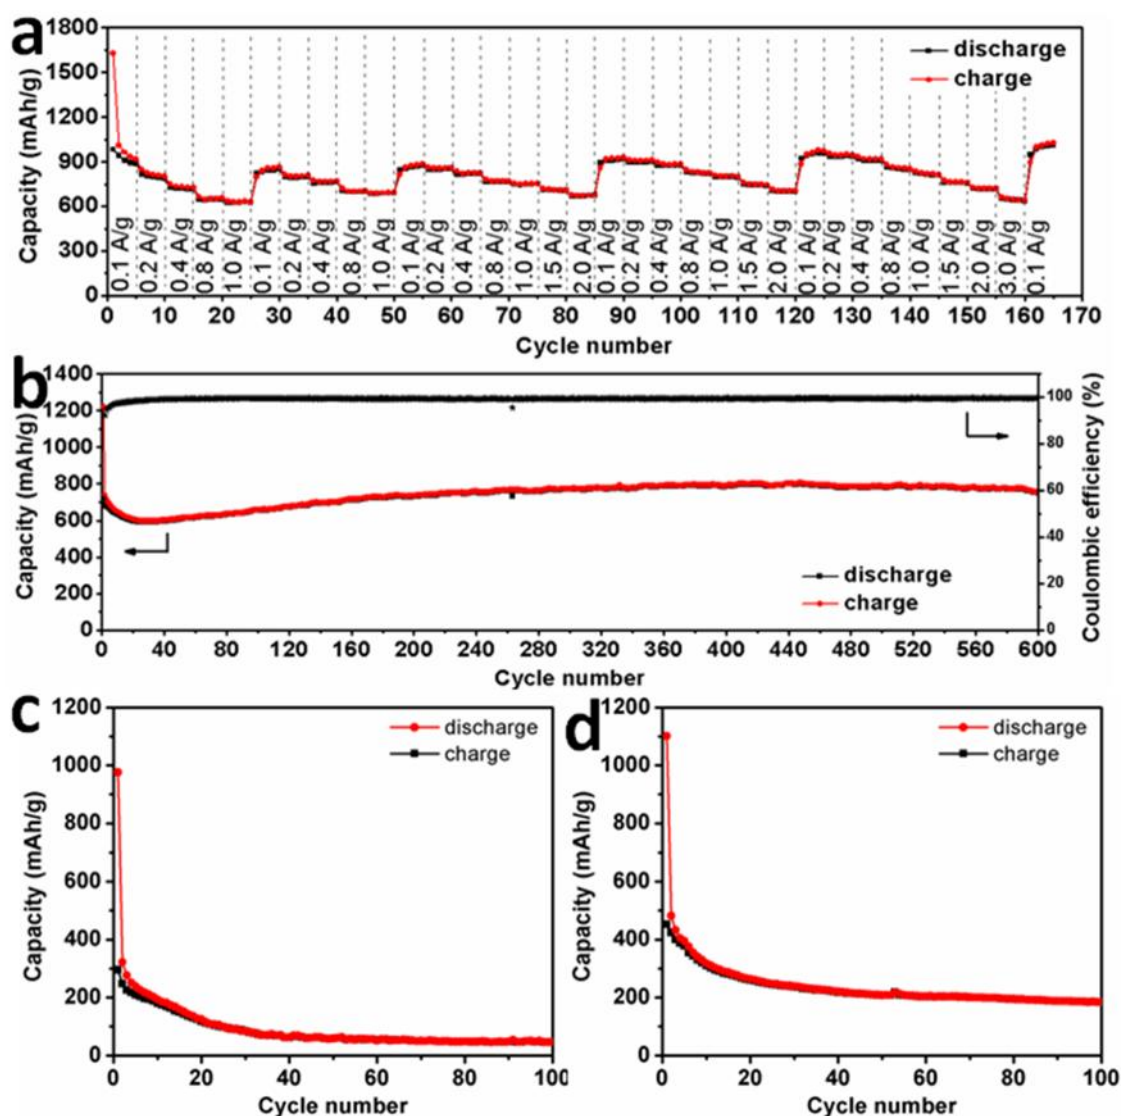 a
1800
1500
1200
900
600
300
0
Capacity (mAh/g)
discharge
charge
0.1 A/g 0.2 A/g 0.4 A/g 0.8 A/g 1.0 A/g 0.1 A/g 0.2 A/g 0.4 A/g 0.8 A/g 1.0 A/g 0.1 A/g 0.2 A/g 0.4 A/g 0.8 A/g 1.0 A/g 1.5 A/g 2.0 A/g 0.1 A/g 0.2 A/g 0.4 A/g 0.8 A/g 1.0 A/g 1.5 A/g 2.0 A/g 0.1 A/g 0.2 A/g 0.4 A/g 0.8 A/g 1.0 A/g 1.5 A/g 2.0 A/g 3.0 A/g 0.1 A/g
0 10 20 30 40 50 60 70 80 90 100 110 120 130 140 150 160 170
Cycle number
b
1400
1200
1000
800
600
400
200
0
Capacity (mAh/g)
100
80
60
40
20
0
Coulombic efficiency (%)
discharge
charge
0 40 80 120 160 200 240 280 320 360 400 440 480 520 560 600
Cycle number
c
1200
1000
800
600
400
200
0
Capacity (mAh/g)
discharge
charge
0 20 40 60 80 100
Cycle number
d
1200
1000
800
600
400
200
0
Capacity (mAh/g)
discharge
charge
0 20 40 60 80 100
Cycle number